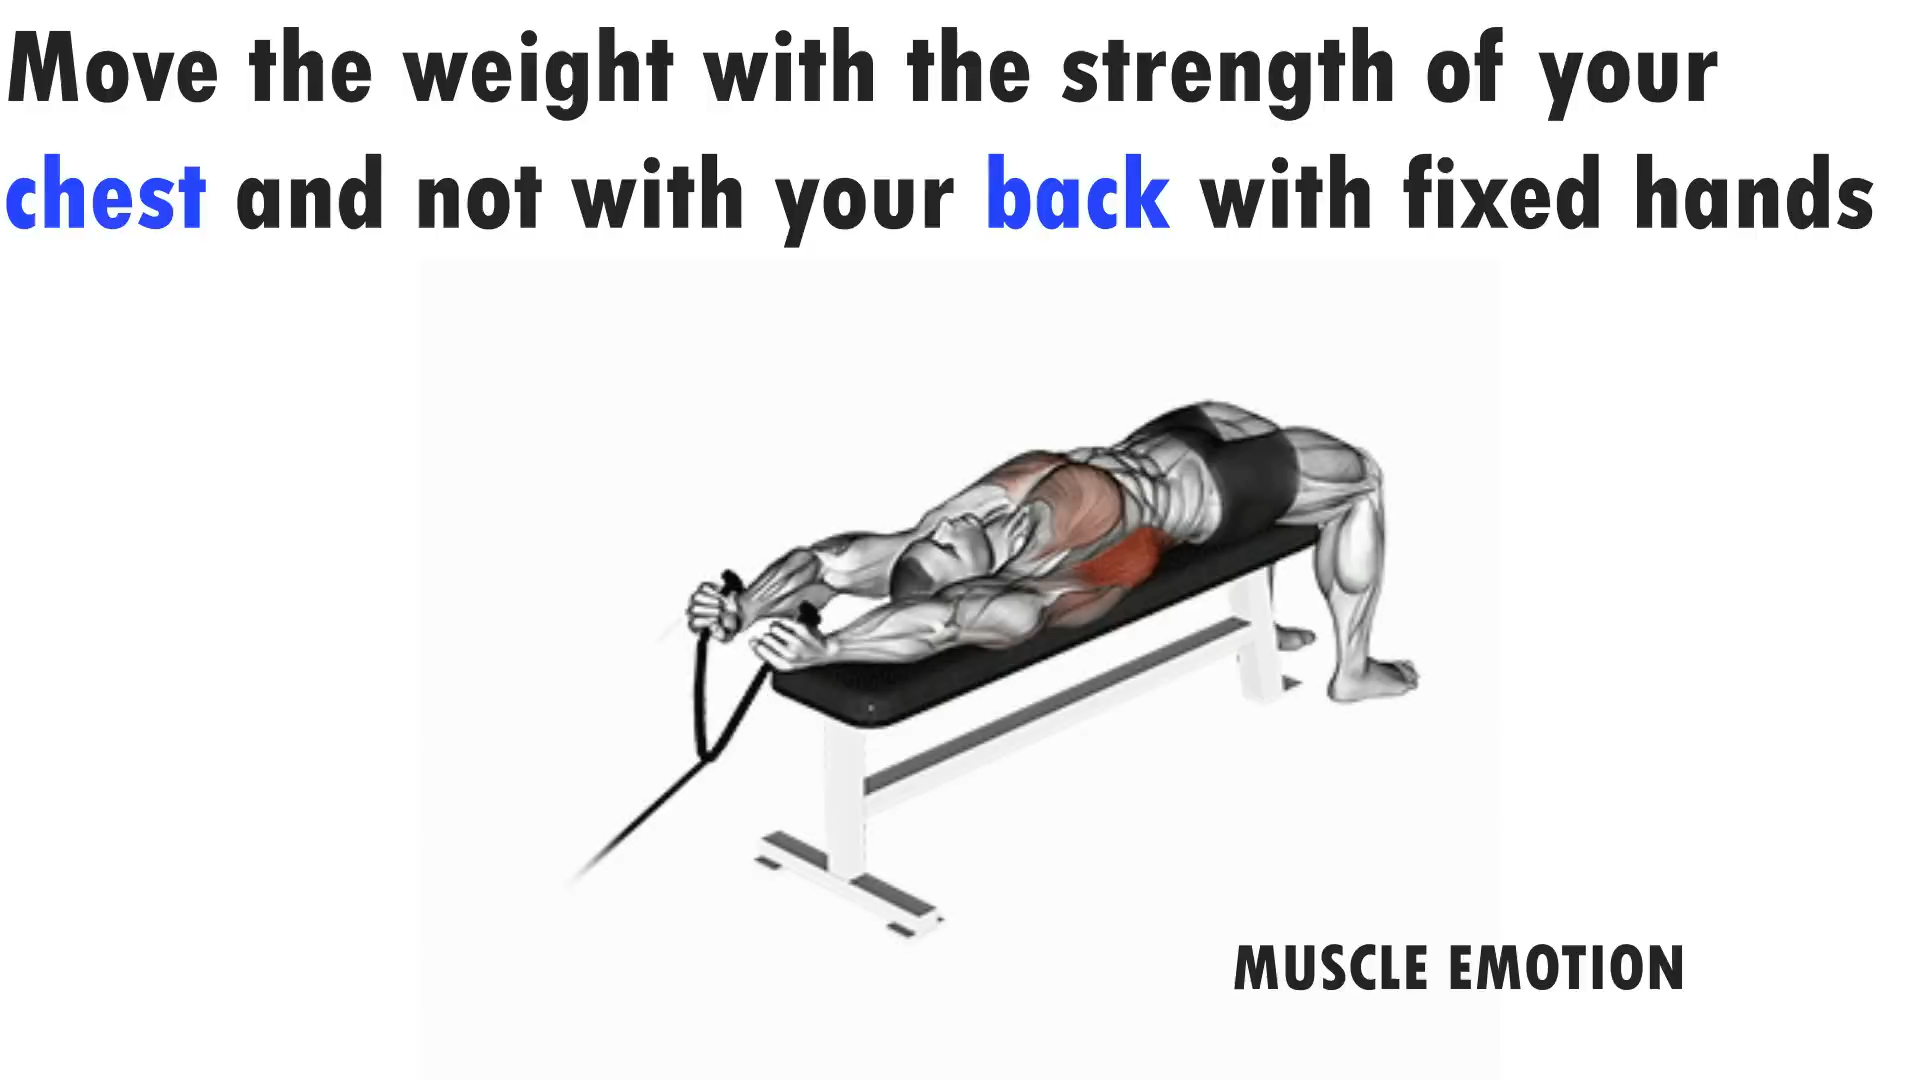 Move the weight with the strength of your
chest and not with your back with fixed hands
MUSCLE EMOTION